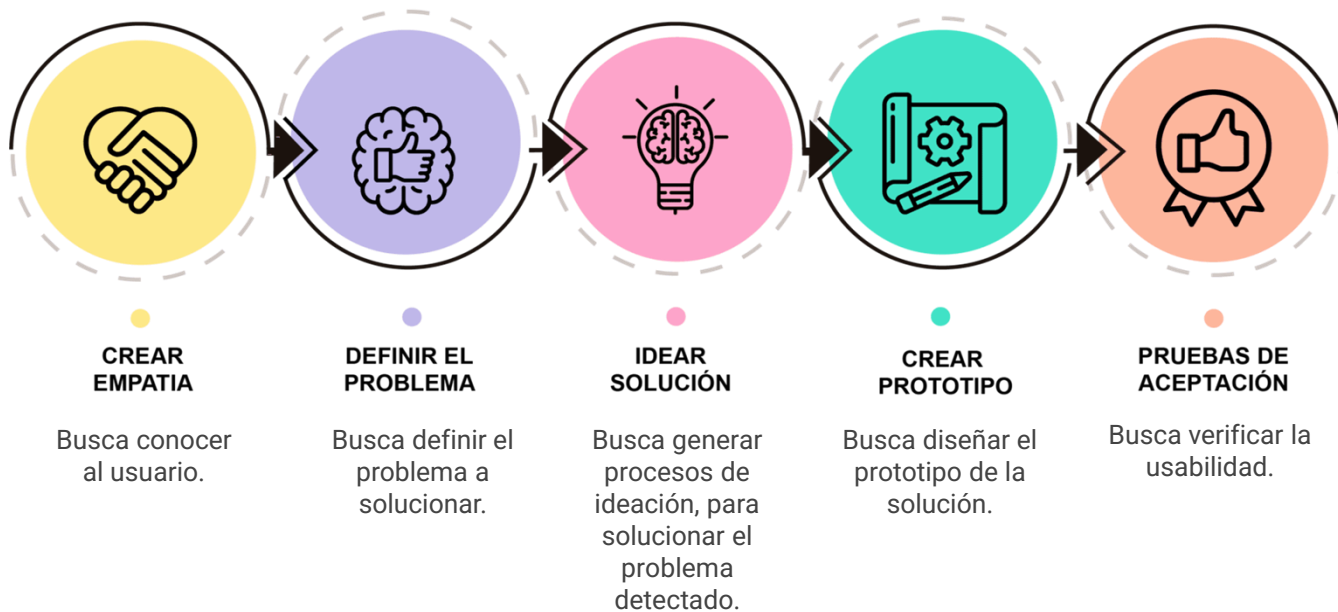 CREAR
EMPATIA
Busca conocer
al usuario.
DEFINIR EL
PROBLEMA
Busca definir el
problema a
solucionar.
IDEAR
SOLUCIÓN
Busca generar
procesos de
ideación, para
solucionar el
problema
detectado.
CREAR
PROTOTIPO
Busca diseñar el
prototipo de la
solución.
PRUEBAS DE
ACEPTACIÓN
Busca verificar la
usabilidad.